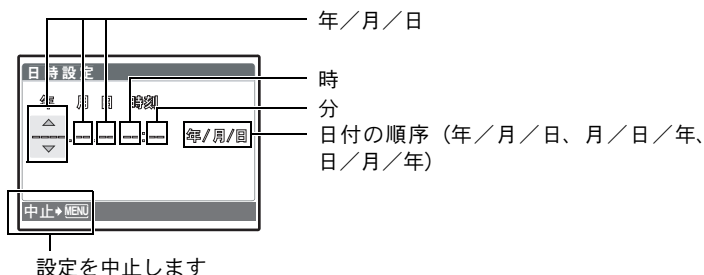 年／月／日
日時設定
年 月 日 時刻
時
分
----.--.-- --:-- 年/月/日
日付の順序（年／月／日、月／日／年、
日／月／年）
中止 MENU
設定を中止します